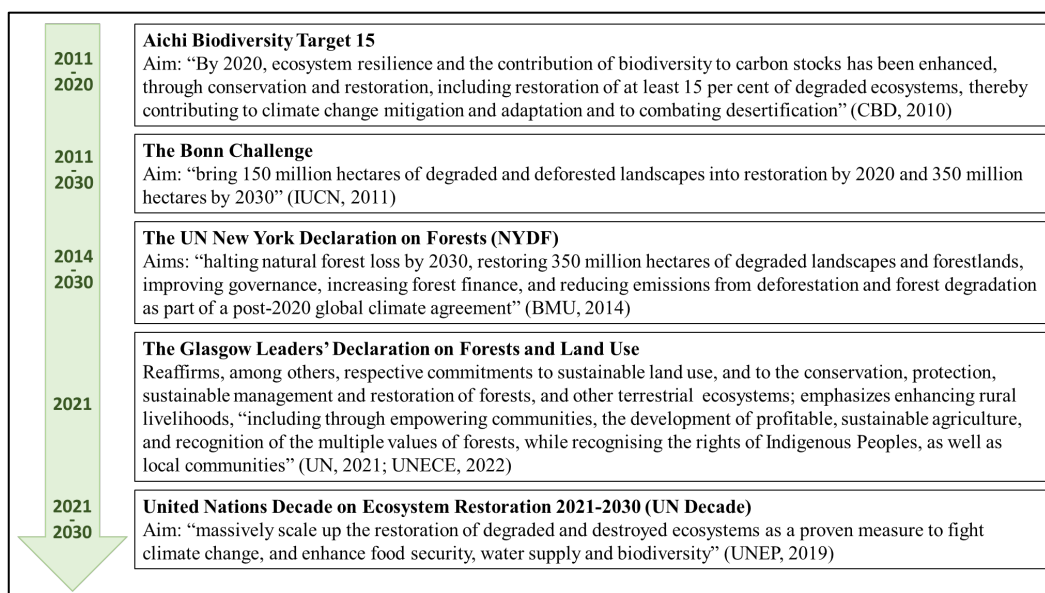 2011
-
2020
Aichi Biodiversity Target 15
Aim: “By 2020, ecosystem resilience and the contribution of biodiversity to carbon stocks has been enhanced,
through conservation and restoration, including restoration of at least 15 per cent of degraded ecosystems, thereby
contributing to climate change mitigation and adaptation and to combating desertification” (CBD, 2010)
2011
-
2030
The Bonn Challenge
Aim: “bring 150 million hectares of degraded and deforested landscapes into restoration by 2020 and 350 million
hectares by 2030” (IUCN, 2011)
2014
-
2030
The UN New York Declaration on Forests (NYDF)
Aims: “halting natural forest loss by 2030, restoring 350 million hectares of degraded landscapes and forestlands,
improving governance, increasing forest finance, and reducing emissions from deforestation and forest degradation
as part of a post-2020 global climate agreement” (BMU, 2014)
2021
The Glasgow Leaders’ Declaration on Forests and Land Use
Reaffirms, among others, respective commitments to sustainable land use, and to the conservation, protection,
sustainable management and restoration of forests, and other terrestrial ecosystems; emphasizes enhancing rural
livelihoods, “including through empowering communities, the development of profitable, sustainable agriculture,
and recognition of the multiple values of forests, while recognising the rights of Indigenous Peoples, as well as
local communities” (UN, 2021; UNECE, 2022)
2021
-
2030
United Nations Decade on Ecosystem Restoration 2021-2030 (UN Decade)
Aim: “massively scale up the restoration of degraded and destroyed ecosystems as a proven measure to fight
climate change, and enhance food security, water supply and biodiversity” (UNEP, 2019)